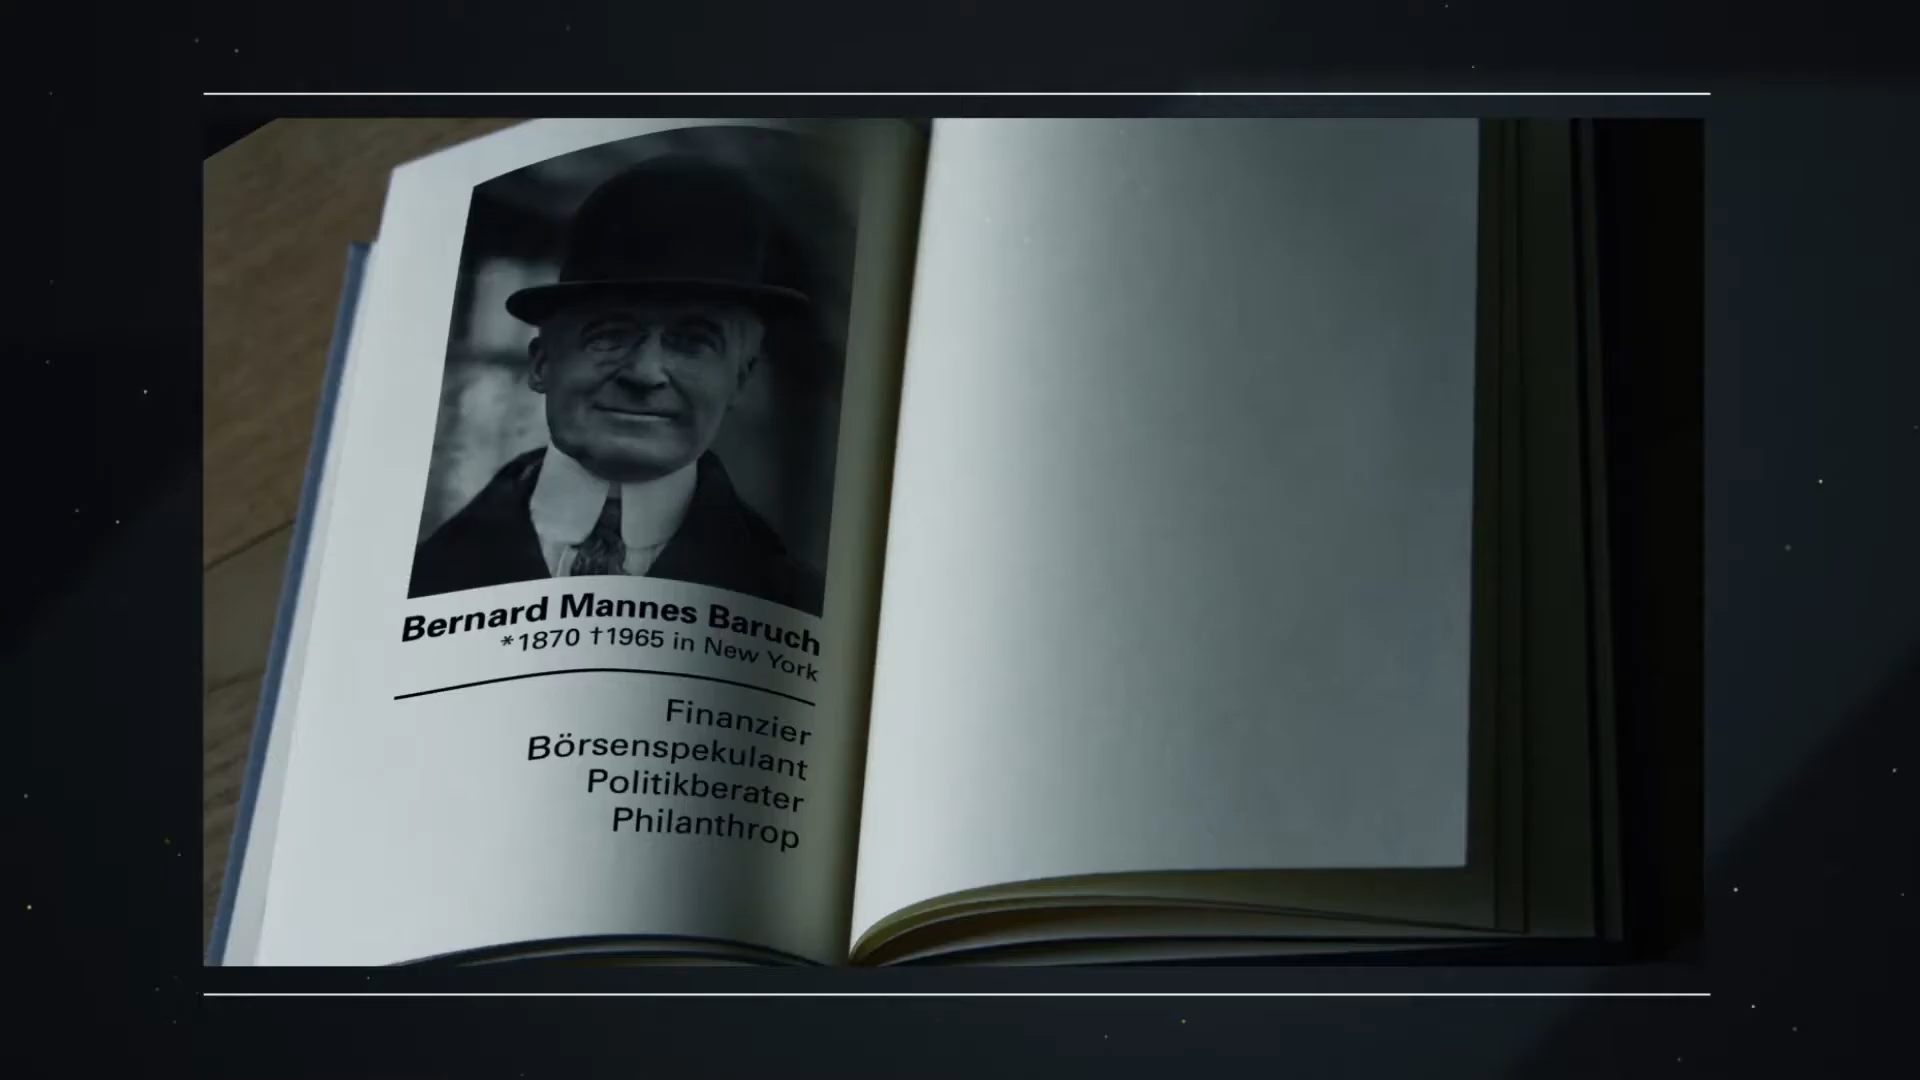 Bernard Mannes Baruch
*1870 †1965 in New York
Finanzier
Börsenspekulant
Politikberater
Philanthrop